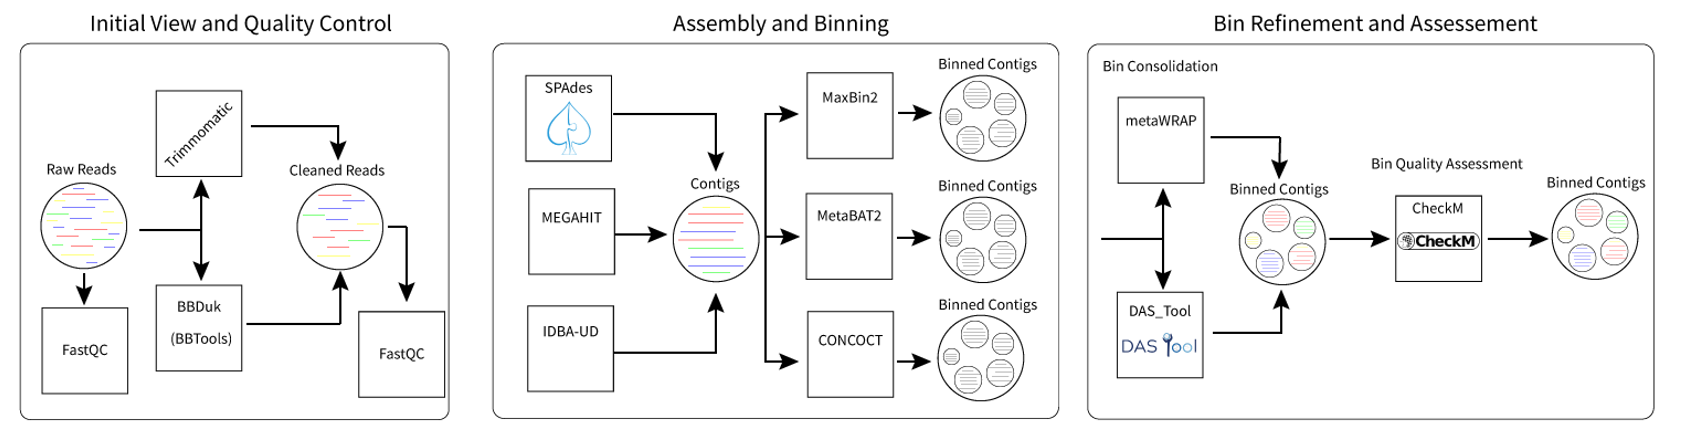 Initial View and Quality Control
Raw Reads
Trimmomatic
Cleaned Reads
BBDuk
(BBTools)
FastQC
FastQC
Assembly and Binning
SPAdes
MEGAHIT
IDBA-UD
Contigs
MaxBin2
MetaBAT2
CONCOCT
Binned Contigs
Binned Contigs
Binned Contigs
Bin Refinement and Assessement
Bin Consolidation
metaWRAP
DAS_Tool
DAS Tool
Binned Contigs
Bin Quality Assessment
CheckM
CheckM
Binned Contigs